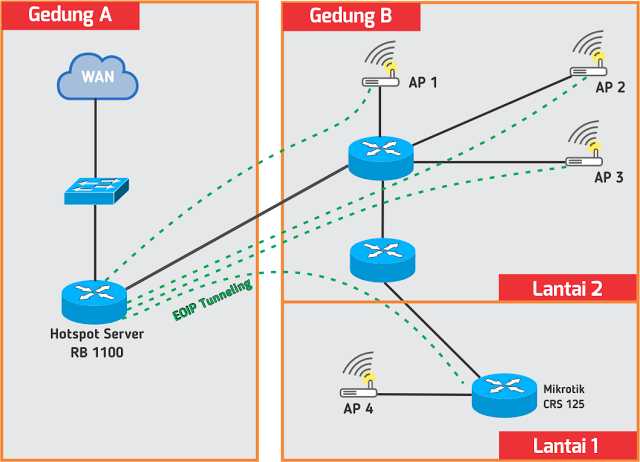 Gedung A
WAN
Hotspot Server
RB 1100
EOIP Tunneling
Gedung B
AP 1
AP 2
AP 3
Lantai 2
AP 4
Mikrotik
CRS 125
Lantai 1